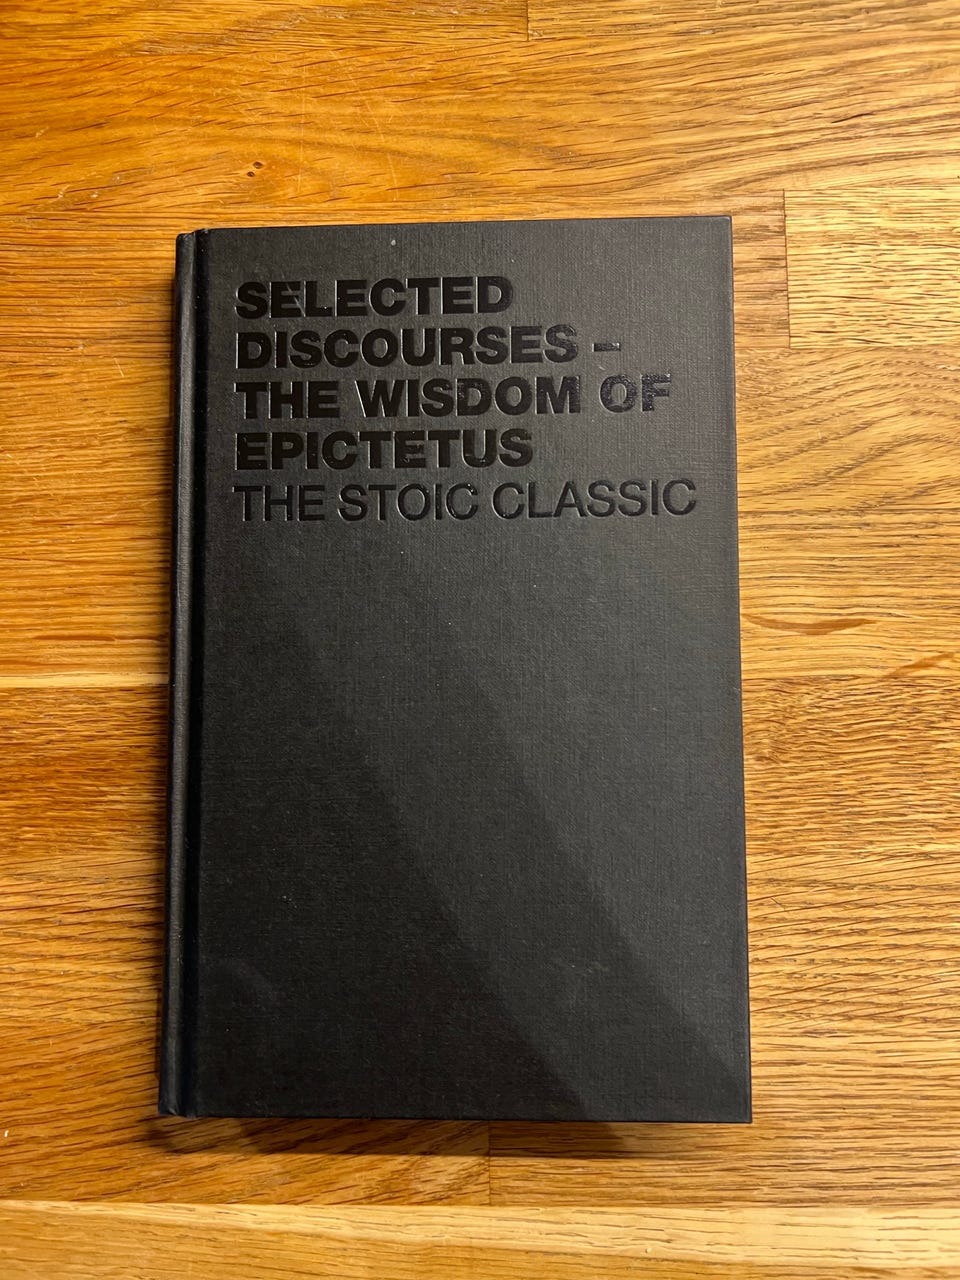 SELECTED
DISCOURSES –
THE WISDOM OF
EPICTETUS
THE STOIC CLASSIC